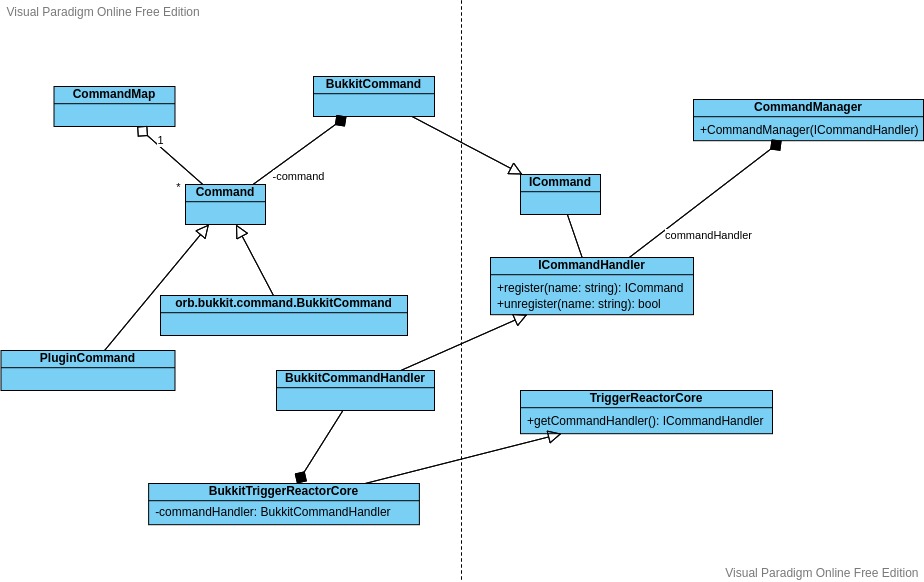 Visual Paradigm Online Free Edition
CommandMap
BukkitCommand
CommandManager
+CommandManager(ICommandHandler)
1
-command
*
Command
ICommand
commandHandler
ICommandHandler
+register(name: string): ICommand
+unregister(name: string): bool
orb.bukkit.command.BukkitCommand
PluginCommand
BukkitCommandHandler
TriggerReactorCore
+getCommandHandler(): ICommandHandler
BukkitTriggerReactorCore
-commandHandler: BukkitCommandHandler
Visual Paradigm Online Free Edition